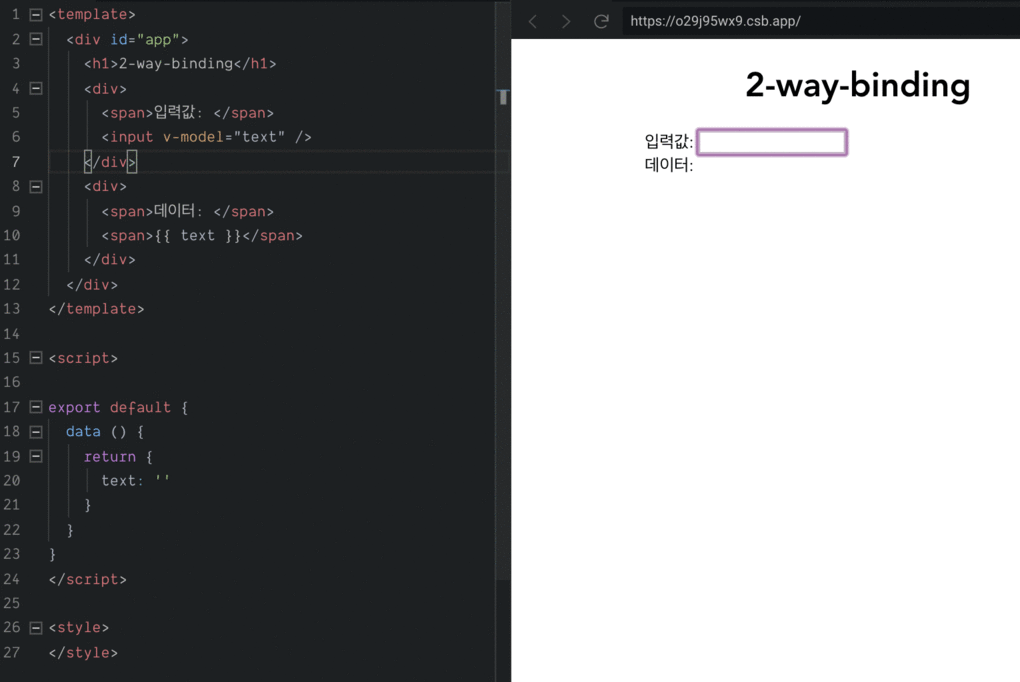 1 <template>
2 <div id="app">
3 <h1>2-way-binding</h1>
4 <div>
5 <span>입력값: </span>
6 <input v-model="text" />
7 </div>
8 <div>
9 <span>데이터: </span>
10 <span>{{ text }}</span>
11 </div>
12 </div>
13 </template>
14
15 <script>
16
17 export default {
18 data () {
19 return {
20 text: ''
21 }
22 }
23 }
24 </script>
25
26 <style>
27 </style>
https://o29j95wx9.csb.app/
2-way-binding
입력값:
데이터: